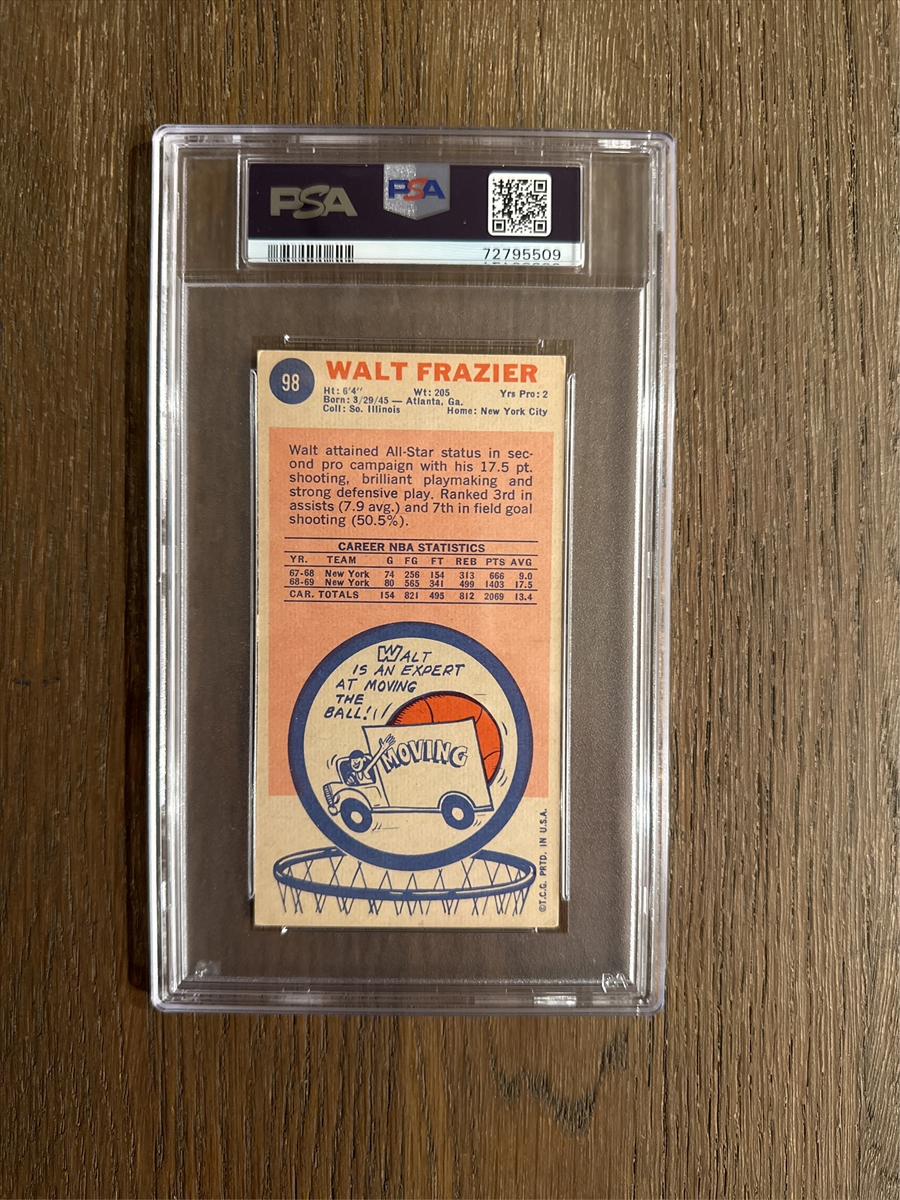 PSA PSA
72795509
98 WALT FRAZIER
Ht: 6'4" Wt: 205 Yrs Pro: 2
Born: 3/29/45 — Atlanta, Ga.
Coll: So. Illinois Home: New York City
Walt attained All-Star status in sec-
ond pro campaign with his 17.5 pt.
shooting, brilliant playmaking and
strong defensive play. Ranked 3rd in
assists (7.9 avg.) and 7th in field goal
shooting (50.5%).
CAREER NBA STATISTICS
YR. TEAM G FG FT REB PTS AVG
67-68 New York 74 256 154 313 666 9.0
68-69 New York 80 565 341 499 1403 17.5
CAR. TOTALS 154 821 495 812 2069 13.4
WALT
IS AN EXPERT
AT MOVING
THE
BALL!
MOVING
©T.C.G. PRTD. IN U.S.A.